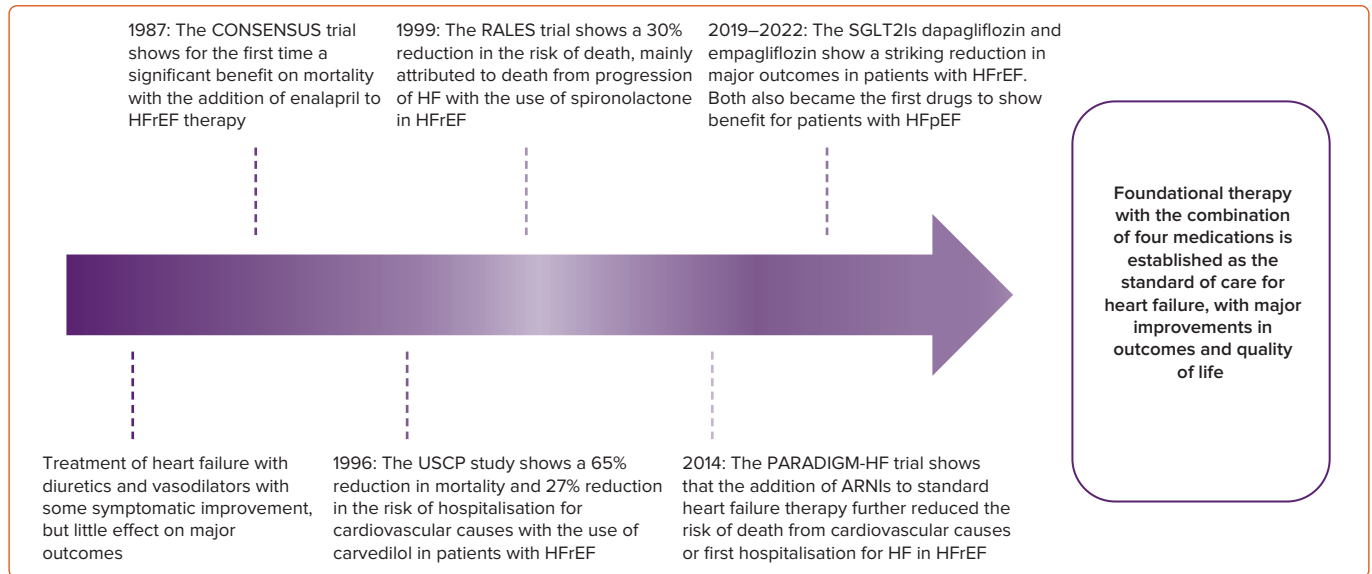 1987: The CONSENSUS trial
shows for the first time a
significant benefit on mortality
with the addition of enalapril to
HFrEF therapy
1999: The RALES trial shows a 30%
reduction in the risk of death, mainly
attributed to death from progression
of HF with the use of spironolactone
in HFrEF
2019–2022: The SGLT2Is dapagliflozin and
empagliflozin show a striking reduction in
major outcomes in patients with HFrEF.
Both also became the first drugs to show
benefit for patients with HFpEF
Foundational therapy
with the combination
of four medications is
established as the
standard of care for
heart failure, with major
improvements in
outcomes and quality
of life
Treatment of heart failure with
diuretics and vasodilators with
some symptomatic improvement,
but little effect on major
outcomes
1996: The USCP study shows a 65%
reduction in mortality and 27% reduction
in the risk of hospitalisation for
cardiovascular causes with the use of
carvedilol in patients with HFrEF
2014: The PARADIGM-HF trial shows
that the addition of ARNIs to standard
heart failure therapy further reduced the
risk of death from cardiovascular causes
or first hospitalisation for HF in HFrEF